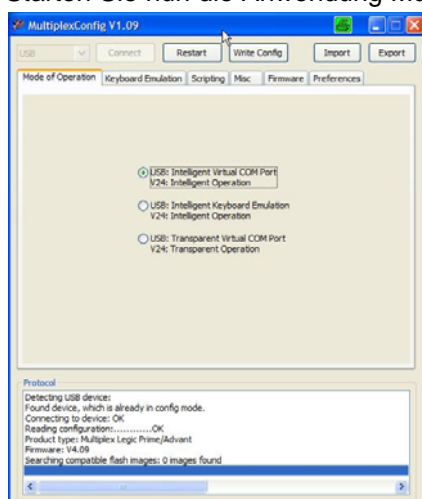 Starten Sie nun die Anwendung
MultiplexConfig V1.09
USB Connect Restart Write Config Import Export
Mode of Operation Keyboard Emulation Scripting Misc Firmware Preferences
USB: Intelligent Virtual COM Port
V24: Intelligent Operation
USB: Intelligent Keyboard Emulation
V24: Intelligent Operation
USB: Transparent Virtual COM Port
V24: Transparent Operation
Protocol
Detecting USB device:
Found device, which is already in config mode.
Connecting to device: OK
Reading configuration:............OK
Product type: Multiplex Legic Prime/Advant
Firmware: V4.09
Searching compatible flash images: 0 images found